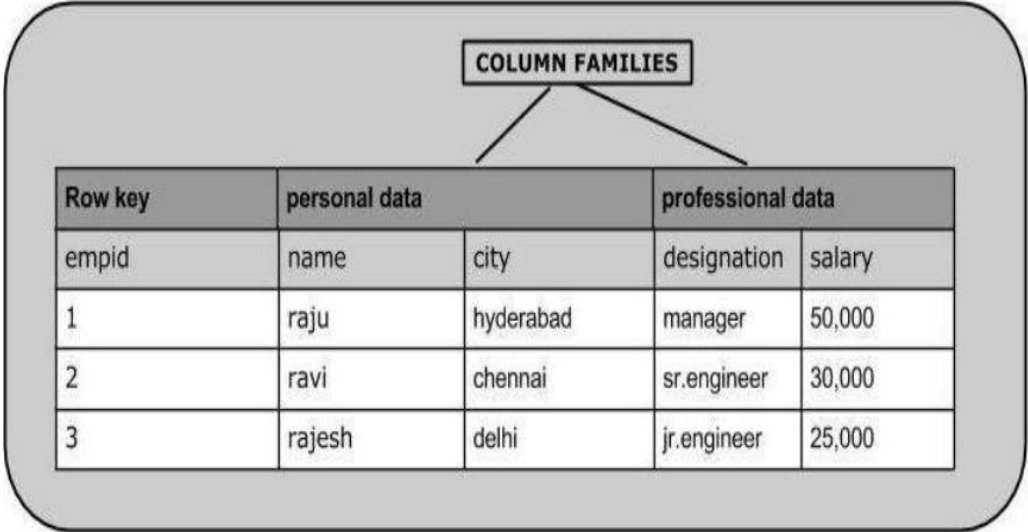 COLUMN FAMILIES
Row key personal data professional data
empid name city designation salary
1 raju hyderabad manager 50,000
2 ravi chennai sr.engineer 30,000
3 rajesh delhi jr.engineer 25,000